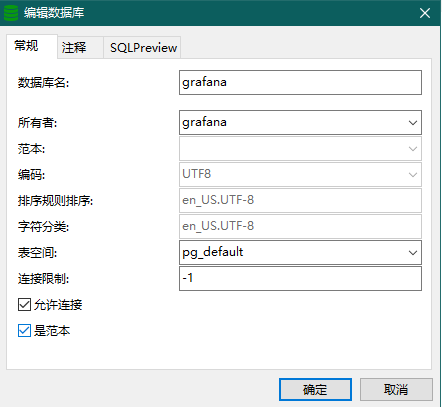 编辑数据库
常规 注释 SQLPreview
数据库名: grafana
所有者: grafana
范本:
编码: UTF8
排序规则排序: en_US.UTF-8
字符分类: en_US.UTF-8
表空间: pg_default
连接限制: -1
允许连接
是范本
确定 取消